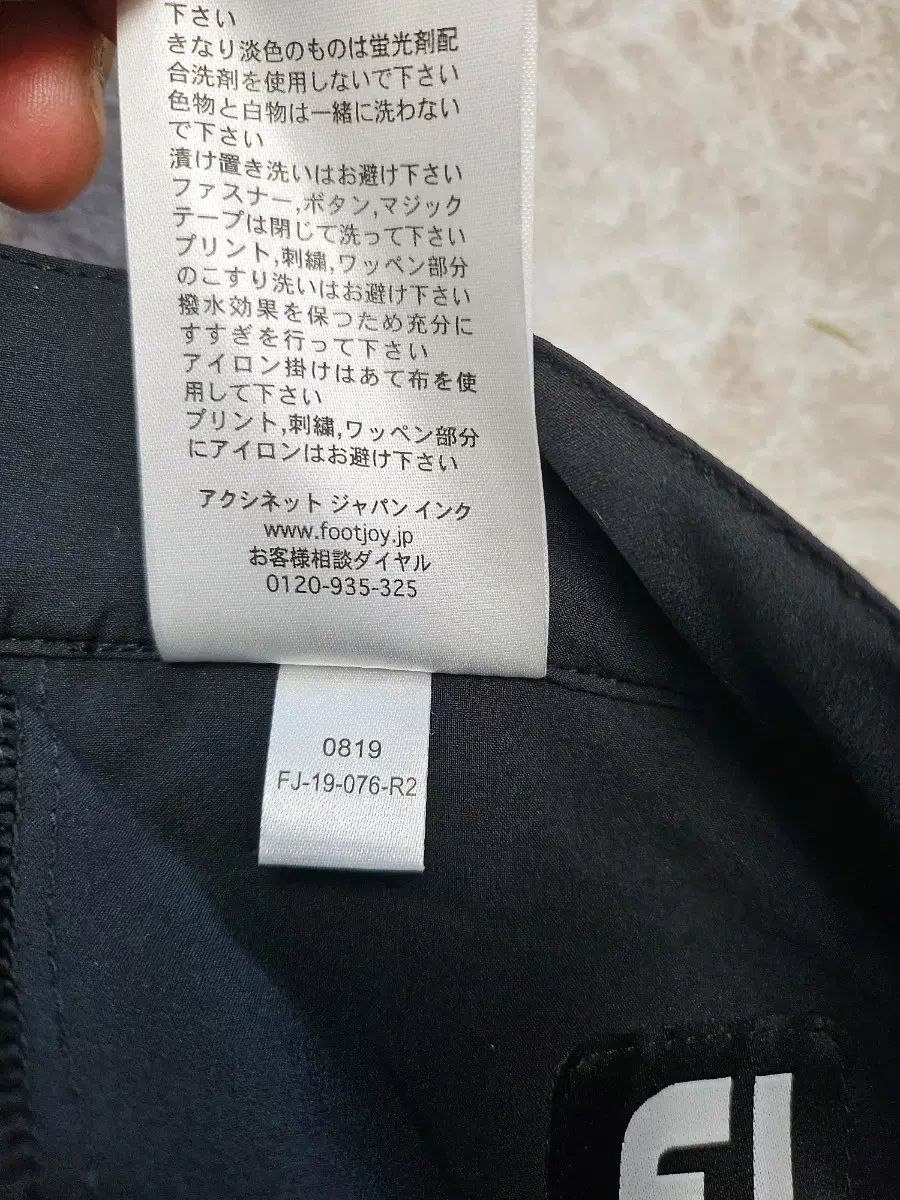 下さい
きなり淡色のものは蛍光剤配
合洗剤を使用しないで下さい
色物と白物は一緒に洗わない
で下さい
漬け置き洗いはお避け下さい
ファスナー,ボタン,マジック
テープは閉じて洗って下さい
プリント,刺繍,ワッペン部分
のこすり洗いはお避け下さい
撥水効果を保つため充分に
すすぎを行って下さい
アイロン掛けはあて布を使
用して下さい
プリント,刺繍,ワッペン部分
にアイロンはお避け下さい
アクシネット ジャパン インク
www.footjoy.jp
お客様相談ダイヤル
0120-935-325
0819
FJ-19-076-R2
FJ